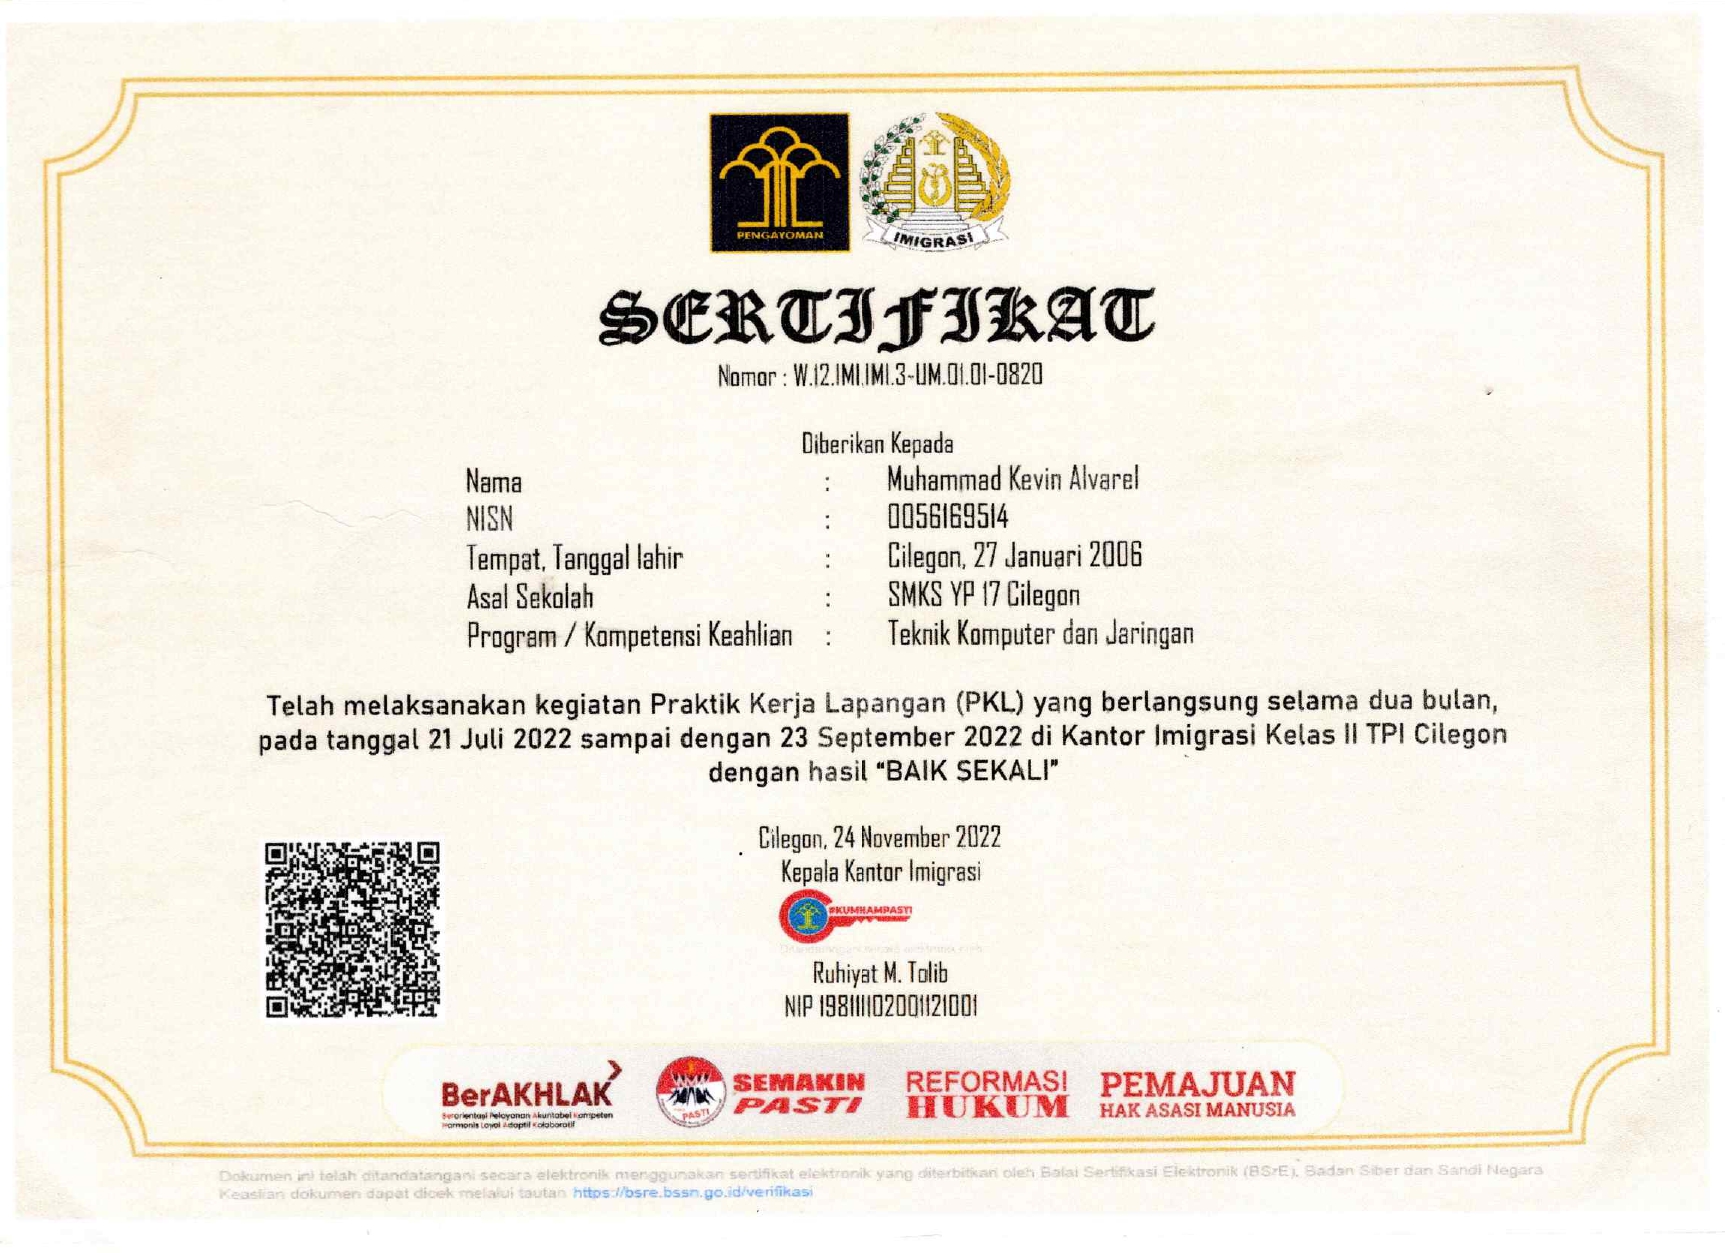 PENGAYOMAN
IMIGRASI
SERTIFIKAT
Nomor : W.12.IMI.IMI.3-UM.01.01-0820
Diberikan Kepada
Nama : Muhammad Kevin Alvarel
NISN : 0056169514
Tempat, Tanggal lahir : Cilegon, 27 Januari 2006
Asal Sekolah : SMKS YP 17 Cilegon
Program / Kompetensi Keahlian : Teknik Komputer dan Jaringan
Telah melaksanakan kegiatan Praktik Kerja Lapangan (PKL) yang berlangsung selama dua bulan,
pada tanggal 21 Juli 2022 sampai dengan 23 September 2022 di Kantor Imigrasi Kelas II TPI Cilegon
dengan hasil “BAIK SEKALI”
Cilegon, 24 November 2022
Kepala Kantor Imigrasi
#KUMHAMPASTI
Ditandatangani secara elektronik oleh
Ruhiyat M. Tolib
NIP 198111102001121001
BerAKHLAK
Berorientasi Pelayanan Akuntabel Kompeten
Harmonis Loyal Adaptif Kolaboratif
PASTI
SEMAKIN
PASTI
REFORMASI
HUKUM
PEMAJUAN
HAK ASASI MANUSIA
Dokumen ini telah ditandatangani secara elektronik menggunakan sertifikat elektronik yang diterbitkan oleh Balai Sertifikasi Elektronik (BSrE), Badan Siber dan Sandi Negara
Keaslian dokumen dapat dicek melalui tautan https://bsre.bssn.go.id/verifikasi